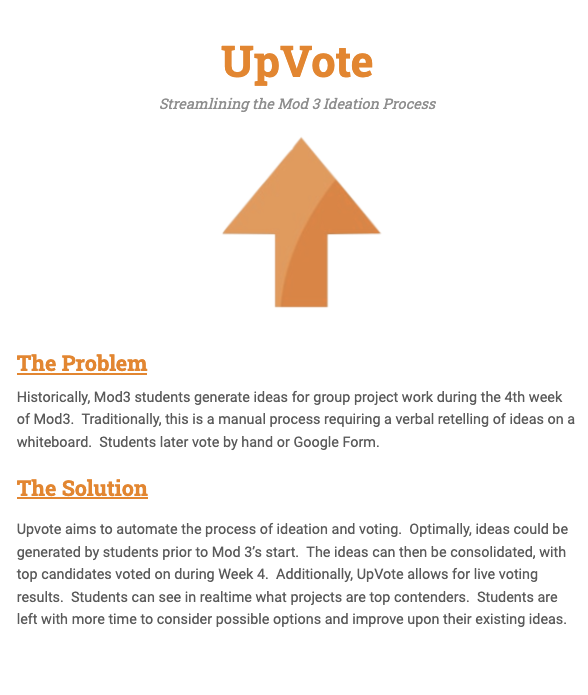 UpVote
Streamlining the Mod 3 Ideation Process
The Problem
Historically, Mod3 students generate ideas for group project work during the 4th week
of Mod3.  Traditionally, this is a manual process requiring a verbal retelling of ideas on a
whiteboard.  Students later vote by hand or Google Form.
The Solution
Upvote aims to automate the process of ideation and voting.  Optimally, ideas could be
generated by students prior to Mod 3’s start.  The ideas can then be consolidated, with
top candidates voted on during Week 4.  Additionally, UpVote allows for live voting
results.  Students can see in realtime what projects are top contenders.  Students are
left with more time to consider possible options and improve upon their existing ideas.